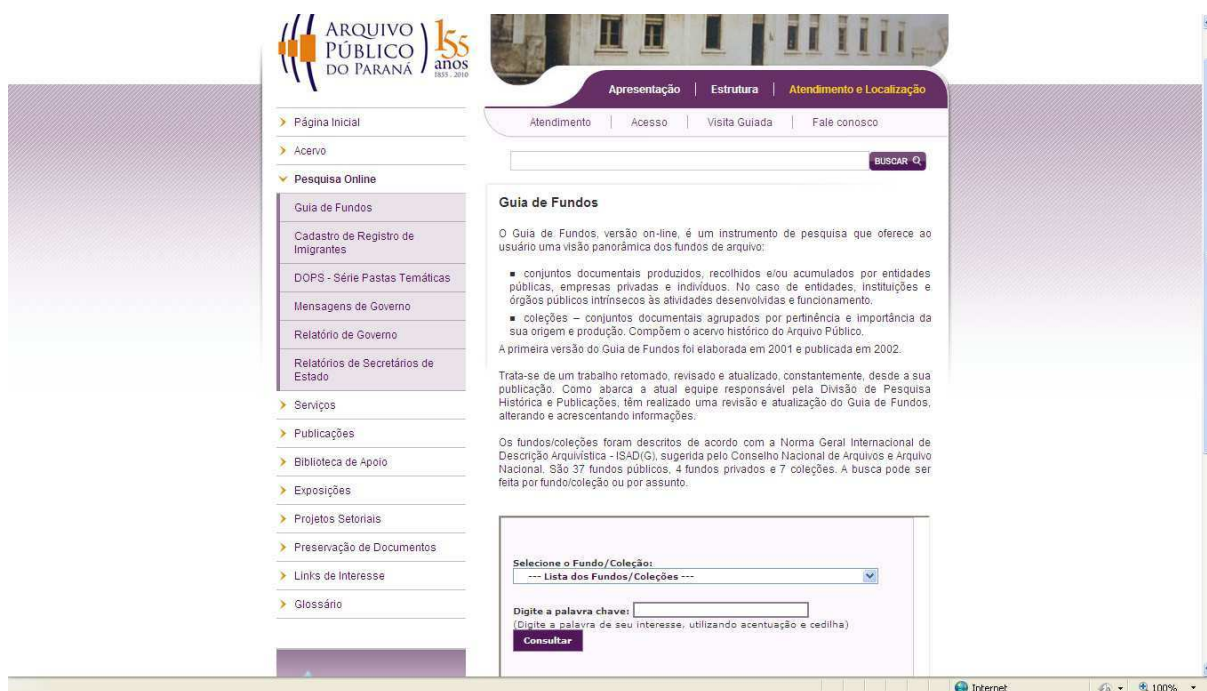 ARQUIVO
PÚBLICO
DO PARANÁ
155
anos
1855 - 2010
Apresentação | Estrutura | Atendimento e Localização
Atendimento | Acesso | Visita Guiada | Fale conosco
BUSCAR
Página Inicial
Acervo
Pesquisa Online
Guia de Fundos
Cadastro de Registro de
Imigrantes
DOPS - Série Pastas Temáticas
Mensagens de Governo
Relatório de Governo
Relatórios de Secretários de
Estado
Serviços
Publicações
Biblioteca de Apoio
Exposições
Projetos Setoriais
Preservação de Documentos
Links de Interesse
Glossário
Guia de Fundos
O Guia de Fundos, versão on-line, é um instrumento de pesquisa que oferece ao
usuário uma visão panorâmica dos fundos de arquivo:
▪ conjuntos documentais produzidos, recolhidos e/ou acumulados por entidades
públicas, empresas privadas e indivíduos. No caso de entidades, instituições e
órgãos públicos intrínsecos às atividades desenvolvidas e funcionamento.
▪ coleções – conjuntos documentais agrupados por pertinência e importância da
sua origem e produção. Compõem o acervo histórico do Arquivo Público.
A primeira versão do Guia de Fundos foi elaborada em 2001 e publicada em 2002.
Trata-se de um trabalho retomado, revisado e atualizado, constantemente, desde a sua
publicação. Como abarca a atual equipe responsável pela Divisão de Pesquisa
Histórica e Publicações, têm realizado uma revisão e atualização do Guia de Fundos,
alterando e acrescentando informações.
Os fundos/coleções foram descritos de acordo com a Norma Geral Internacional de
Descrição Arquivística - ISAD(G), sugerida pelo Conselho Nacional de Arquivos e Arquivo
Nacional. São 37 fundos públicos, 4 fundos privados e 7 coleções. A busca pode ser
feita por fundo/coleção ou por assunto.
Selecione o Fundo/Coleção:
--- Lista dos Fundos/Coleções ---
Digite a palavra chave:
(Digite a palavra de seu interesse, utilizando acentuação e cedilha)
Consultar
Internet
100%